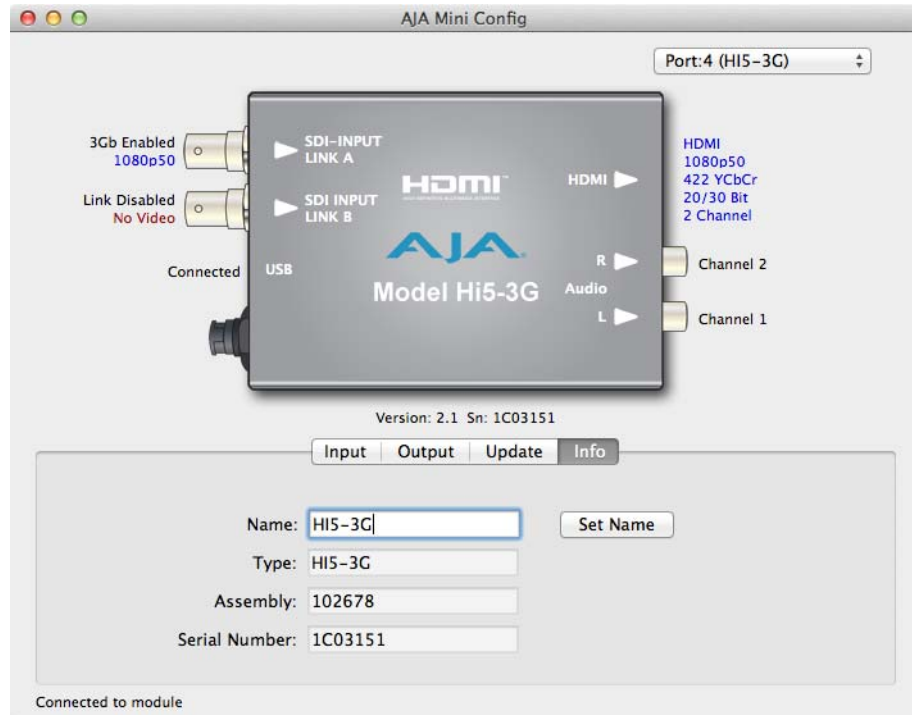 AJA Mini Config
Port:4 (HI5-3G)
3Gb Enabled
1080p50
Link Disabled
No Video
Connected
SDI-INPUT
LINK A
SDI INPUT
LINK B
USB
HDMI™
AJA
Model Hi5-3G
HDMI
R
Audio
L
HDMI
1080p50
422 YCbCr
20/30 Bit
2 Channel
Channel 2
Channel 1
Version: 2.1 Sn: 1C03151
Input Output Update Info
Name: HI5-3G Set Name
Type: HI5-3G
Assembly: 102678
Serial Number: 1C03151
Connected to module